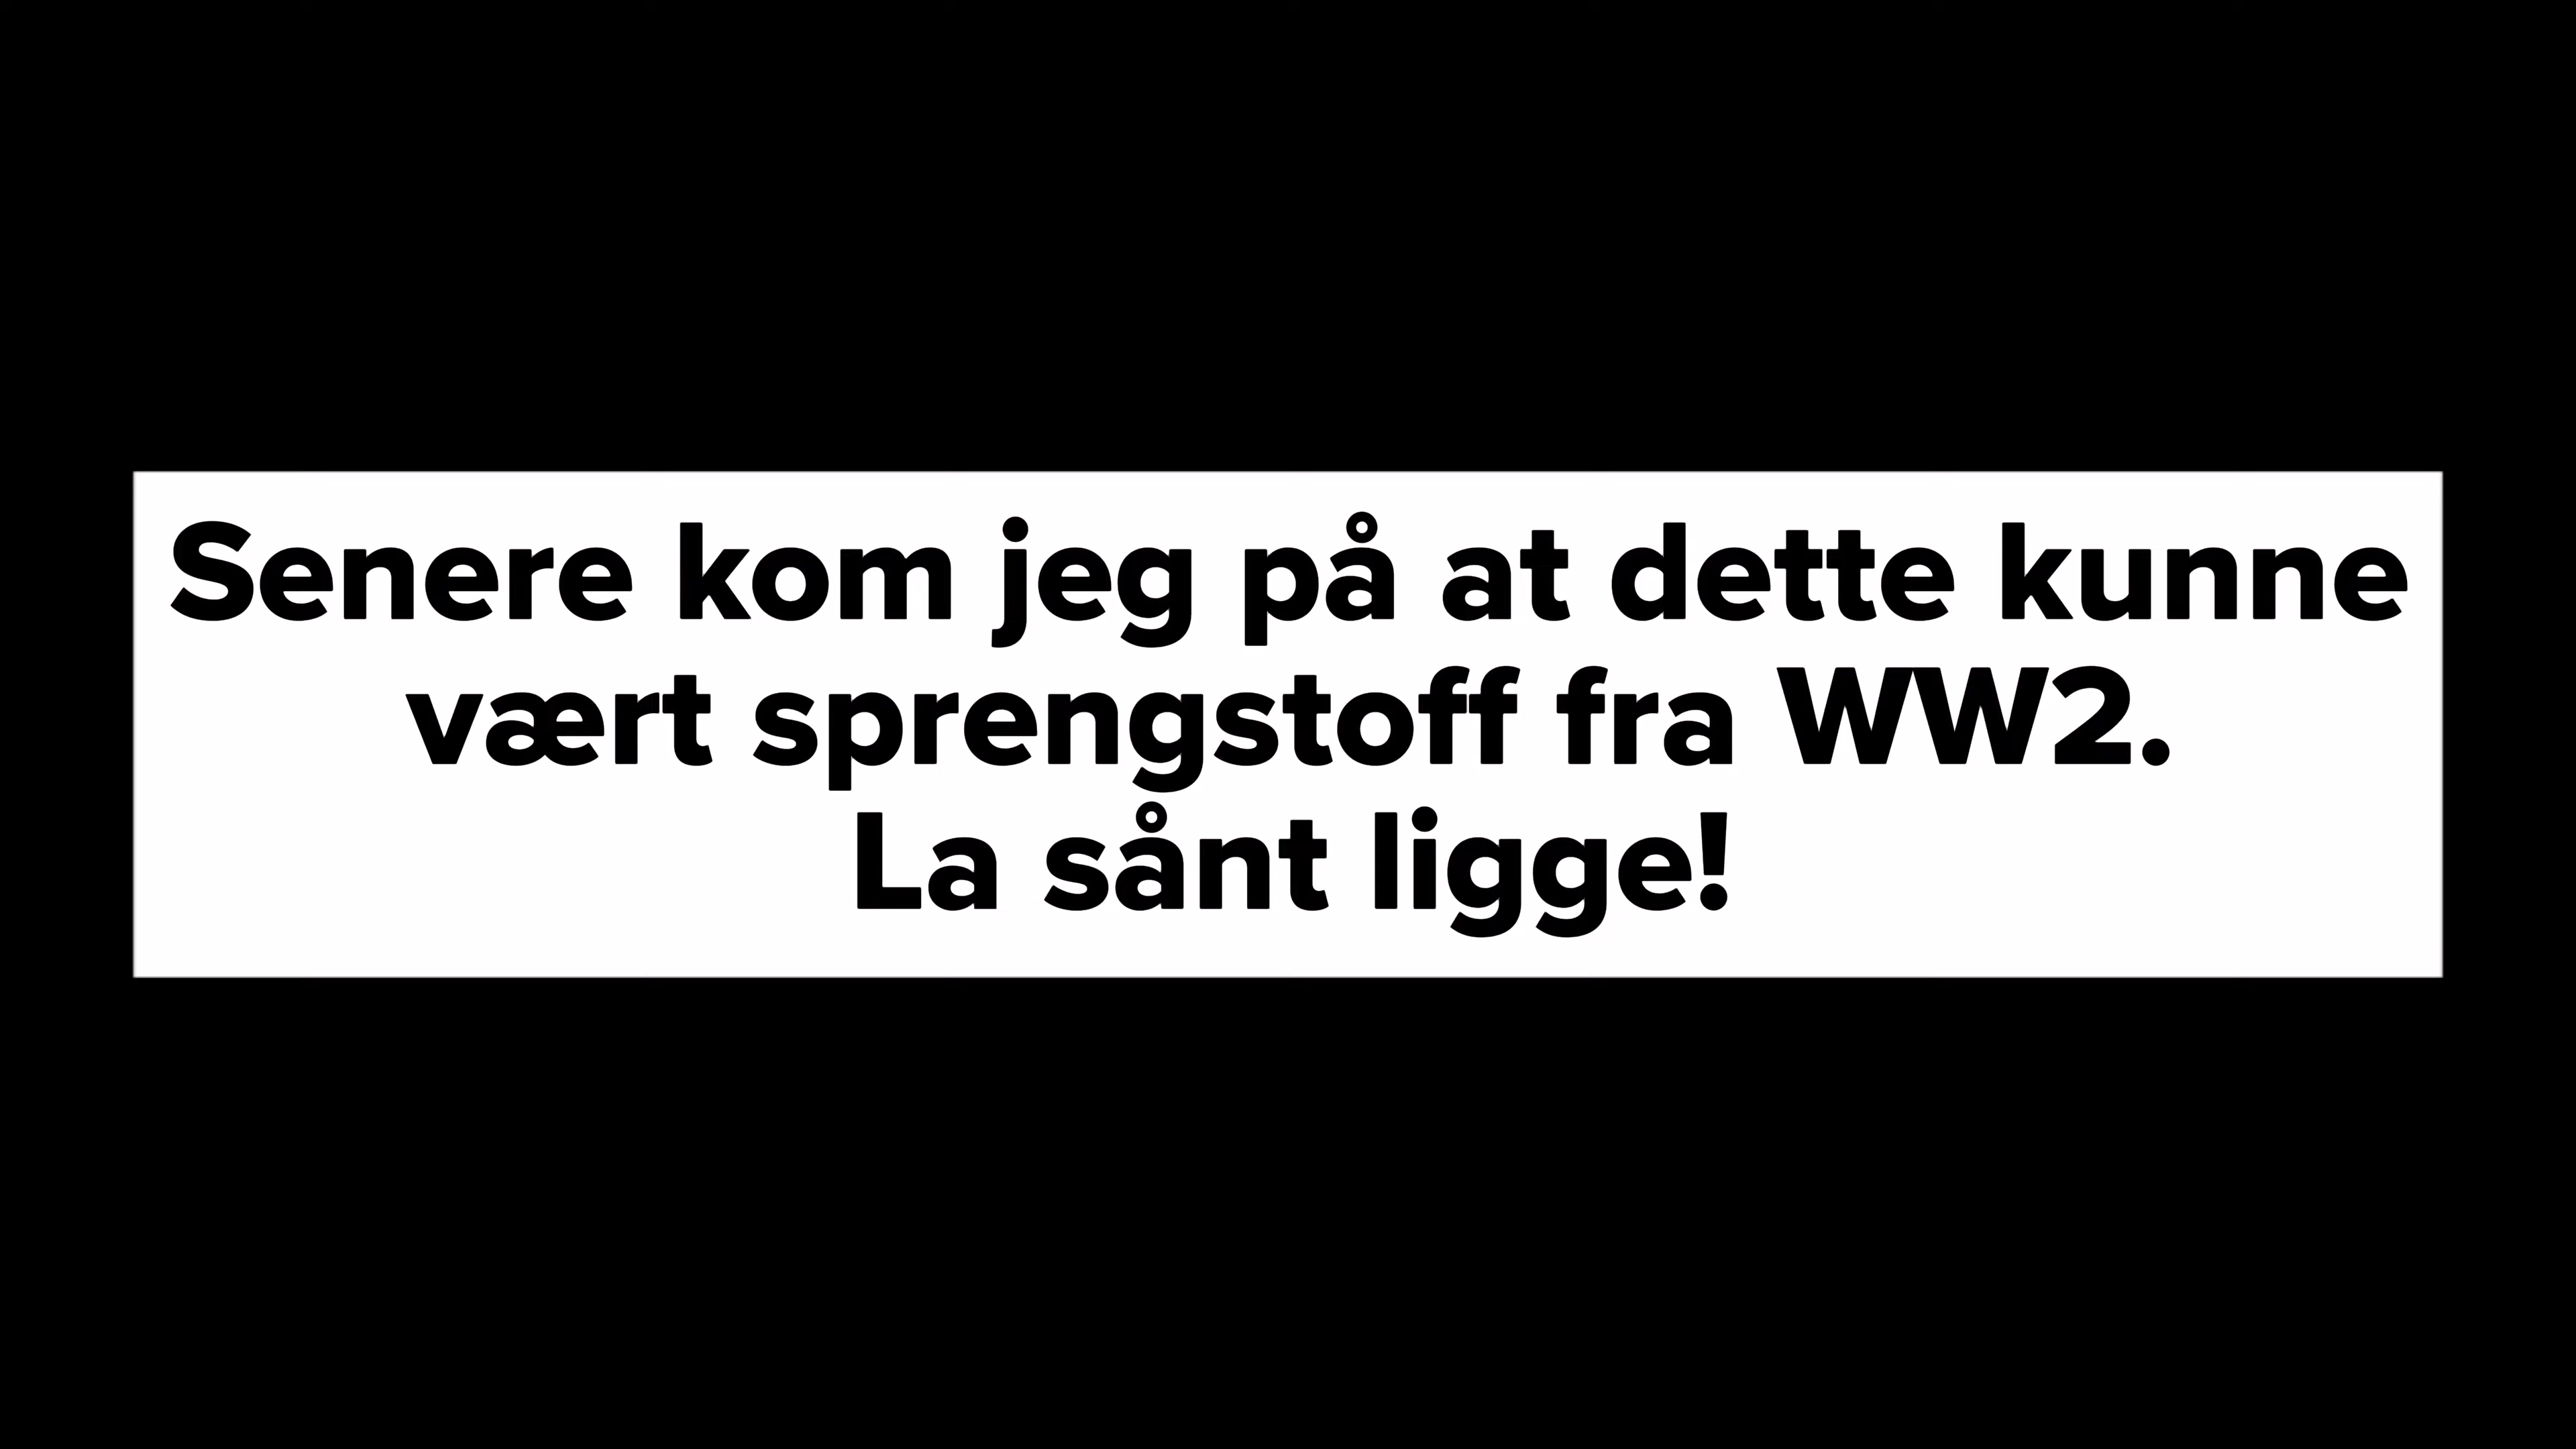 Senere kom jeg på at dette kunne
vært sprengstoff fra WW2.
La sånt ligge!